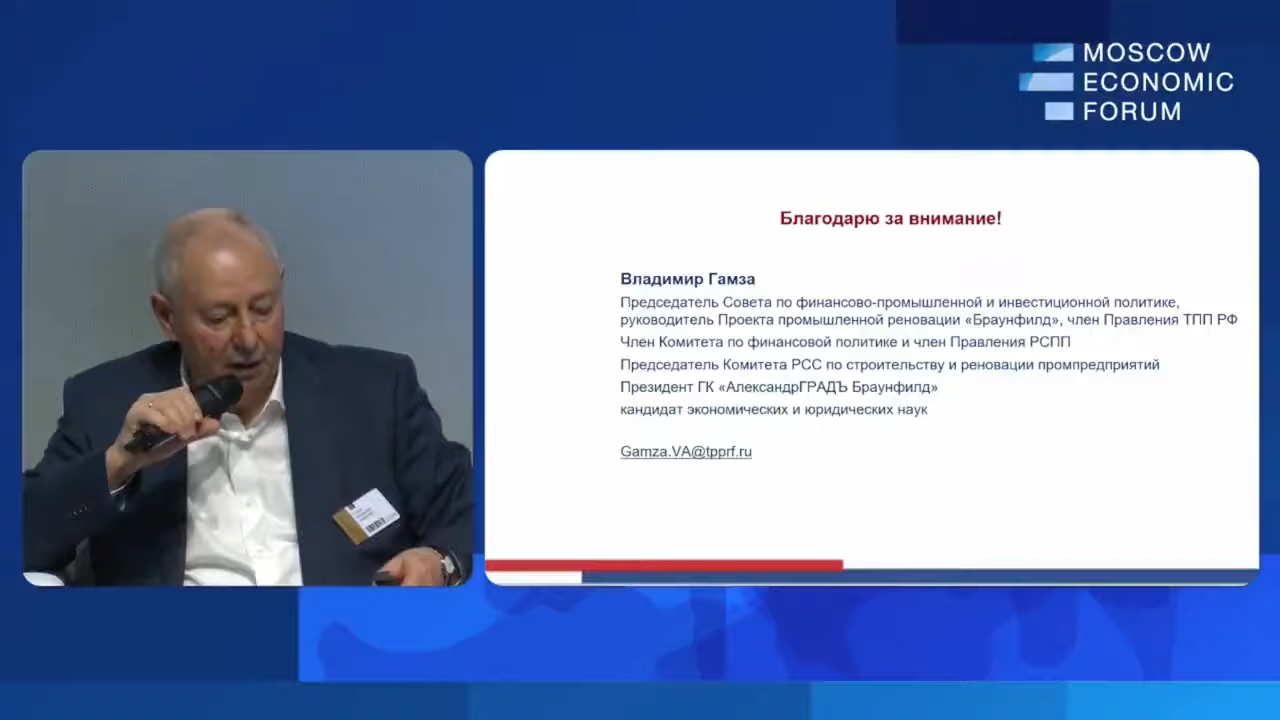 MOSCOW
ECONOMIC
FORUM
Благодарю за внимание!
Владимир Гамза
Председатель Совета по финансово-промышленной и инвестиционной политике,
руководитель Проекта промышленной реновации «Браунфилд», член Правления ТПП РФ
Член Комитета по финансовой политике и член Правления РСПП
Председатель Комитета РСС по строительству и реновации промпредприятий
Президент ГК «АлександрГРАДЪ Браунфилд»
кандидат экономических и юридических наук
Gamza.VA@tpprf.ru